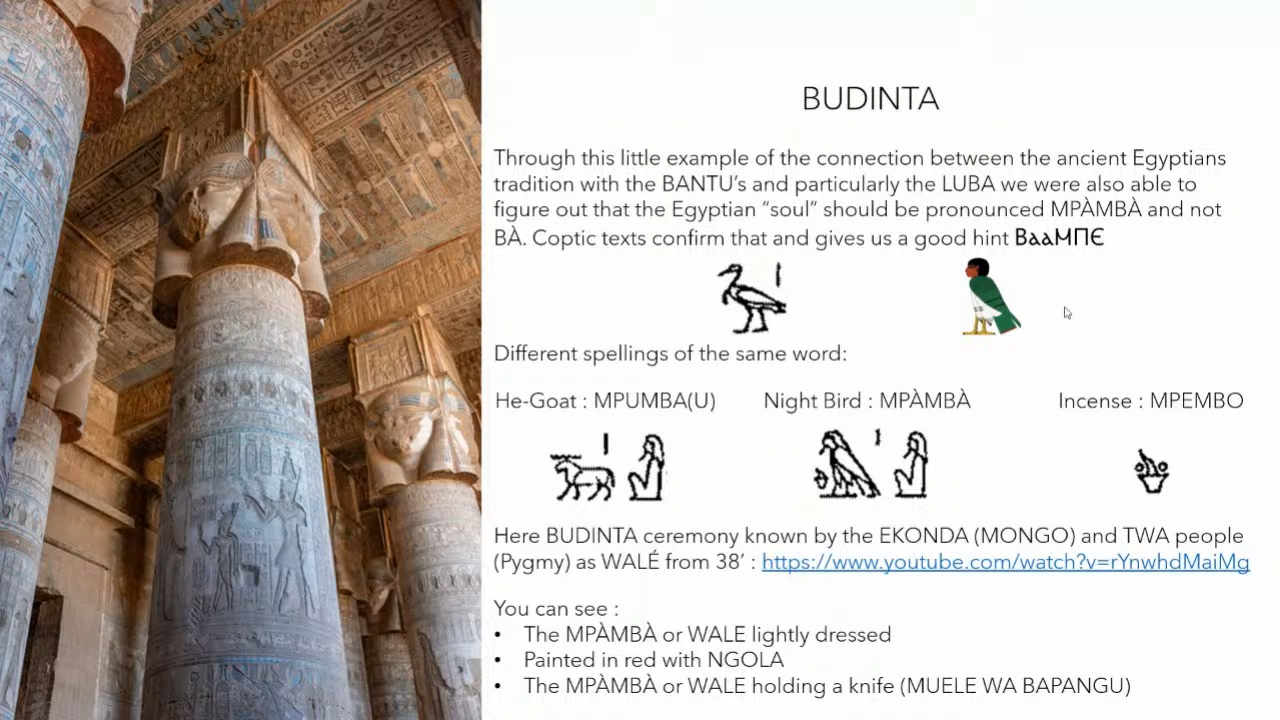 BUDINTA
Through this little example of the connection between the ancient Egyptians
tradition with the BANTU’s and particularly the LUBA we were also able to
figure out that the Egyptian “soul” should be pronounced MPÀMBÀ and not
BÀ. Coptic texts confirm that and gives us a good hint ⲂⲁⲁⲘⲠⲈ
Different spellings of the same word:
He-Goat : MPUMBA(U) Night Bird : MPÀMBÀ Incense : MPEMBO
Here BUDINTA ceremony known by the EKONDA (MONGO) and TWA people
(Pygmy) as WALÉ from 38’ : https://www.youtube.com/watch?v=rYnwhdMaiMg
You can see :
• The MPÀMBÀ or WALE lightly dressed
• Painted in red with NGOLA
• The MPÀMBÀ or WALE holding a knife (MUELE WA BAPANGU)